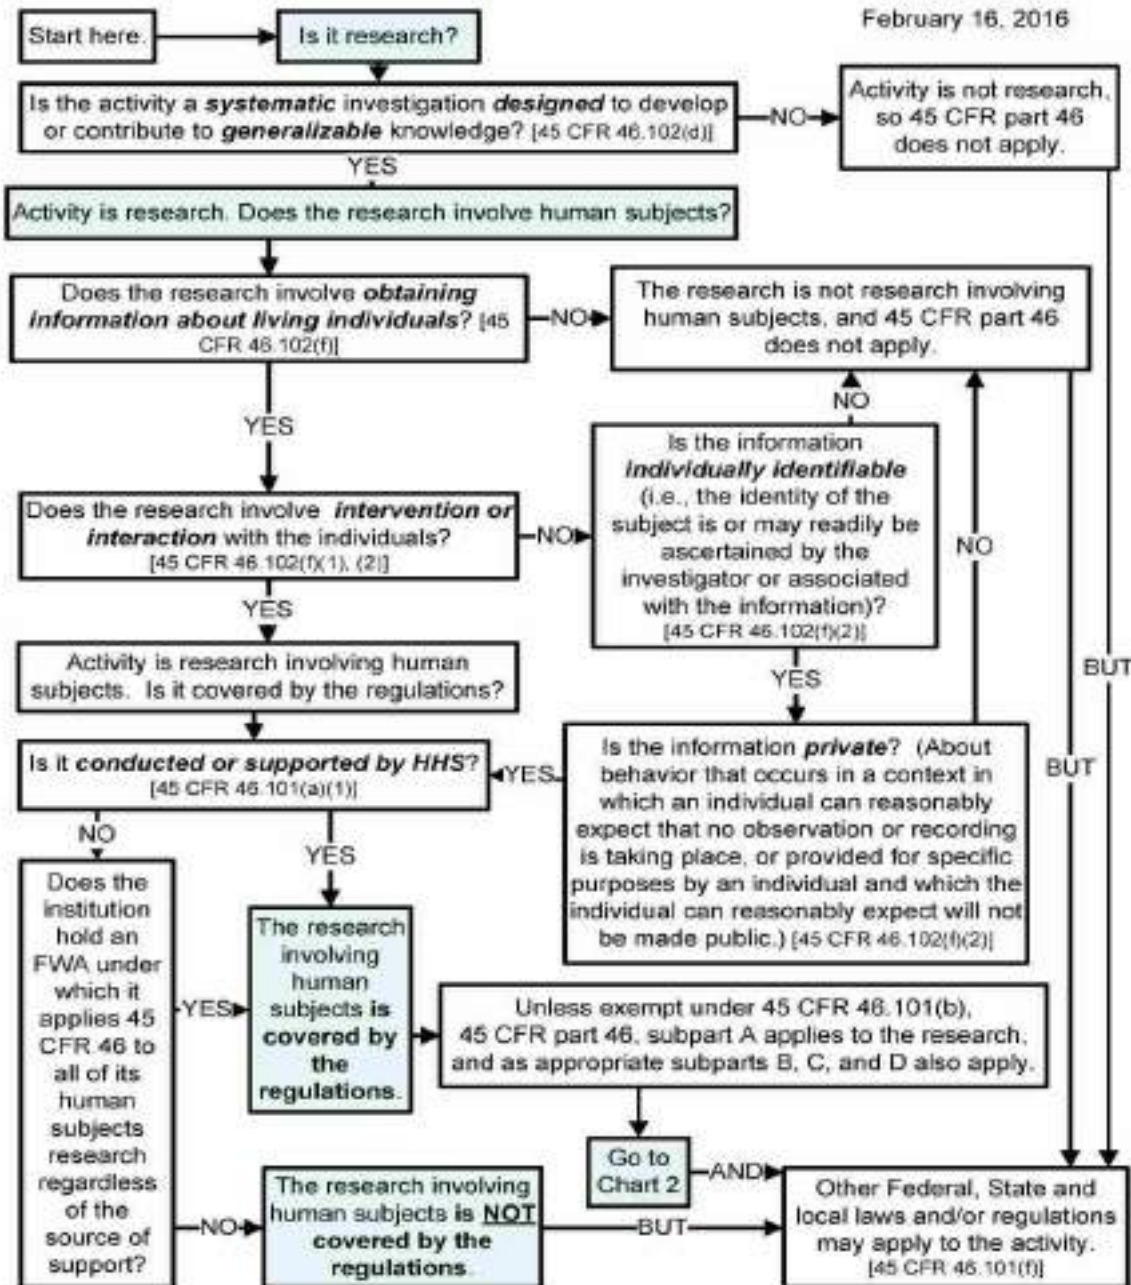 February 16, 2016
Start here.
Is it research?
Is the activity a systematic investigation designed to develop
or contribute to generalizable knowledge? [45 CFR 46.102(d)]
NO
Activity is not research,
so 45 CFR part 46
does not apply.
YES
Activity is research. Does the research involve human subjects?
Does the research involve obtaining
information about living individuals? [45
CFR 46.102(f)]
NO
The research is not research involving
human subjects, and 45 CFR part 46
does not apply.
YES
NO
Is the information
individually identifiable
(i.e., the identity of the
subject is or may readily be
ascertained by the
investigator or associated
with the information)?
[45 CFR 46.102(f)(2)]
NO
Does the research involve intervention or
interaction with the individuals?
[45 CFR 46.102(f)(1), (2)]
NO
YES
YES
BUT
Activity is research involving human
subjects. Is it covered by the regulations?
Is it conducted or supported by HHS?
[45 CFR 46.101(a)(1)]
YES
Is the information private? (About
behavior that occurs in a context in
which an individual can reasonably
expect that no observation or recording
is taking place, or provided for specific
purposes by an individual and which the
individual can reasonably expect will not
be made public.) [45 CFR 46.102(f)(2)]
BUT
NO
YES
Does the
institution
hold an
FWA under
which it
applies 45
CFR 46 to
all of its
human
subjects
research
regardless
of the
source of
support?
YES
The research
involving
human
subjects is
covered by
the
regulations.
Unless exempt under 45 CFR 46.101(b),
45 CFR part 46, subpart A applies to the research,
and as appropriate subparts B, C, and D also apply.
Go to
Chart 2
AND
NO
The research involving
human subjects is NOT
covered by the
regulations.
BUT
Other Federal, State and
local laws and/or regulations
may apply to the activity.
[45 CFR 46.101(f)]